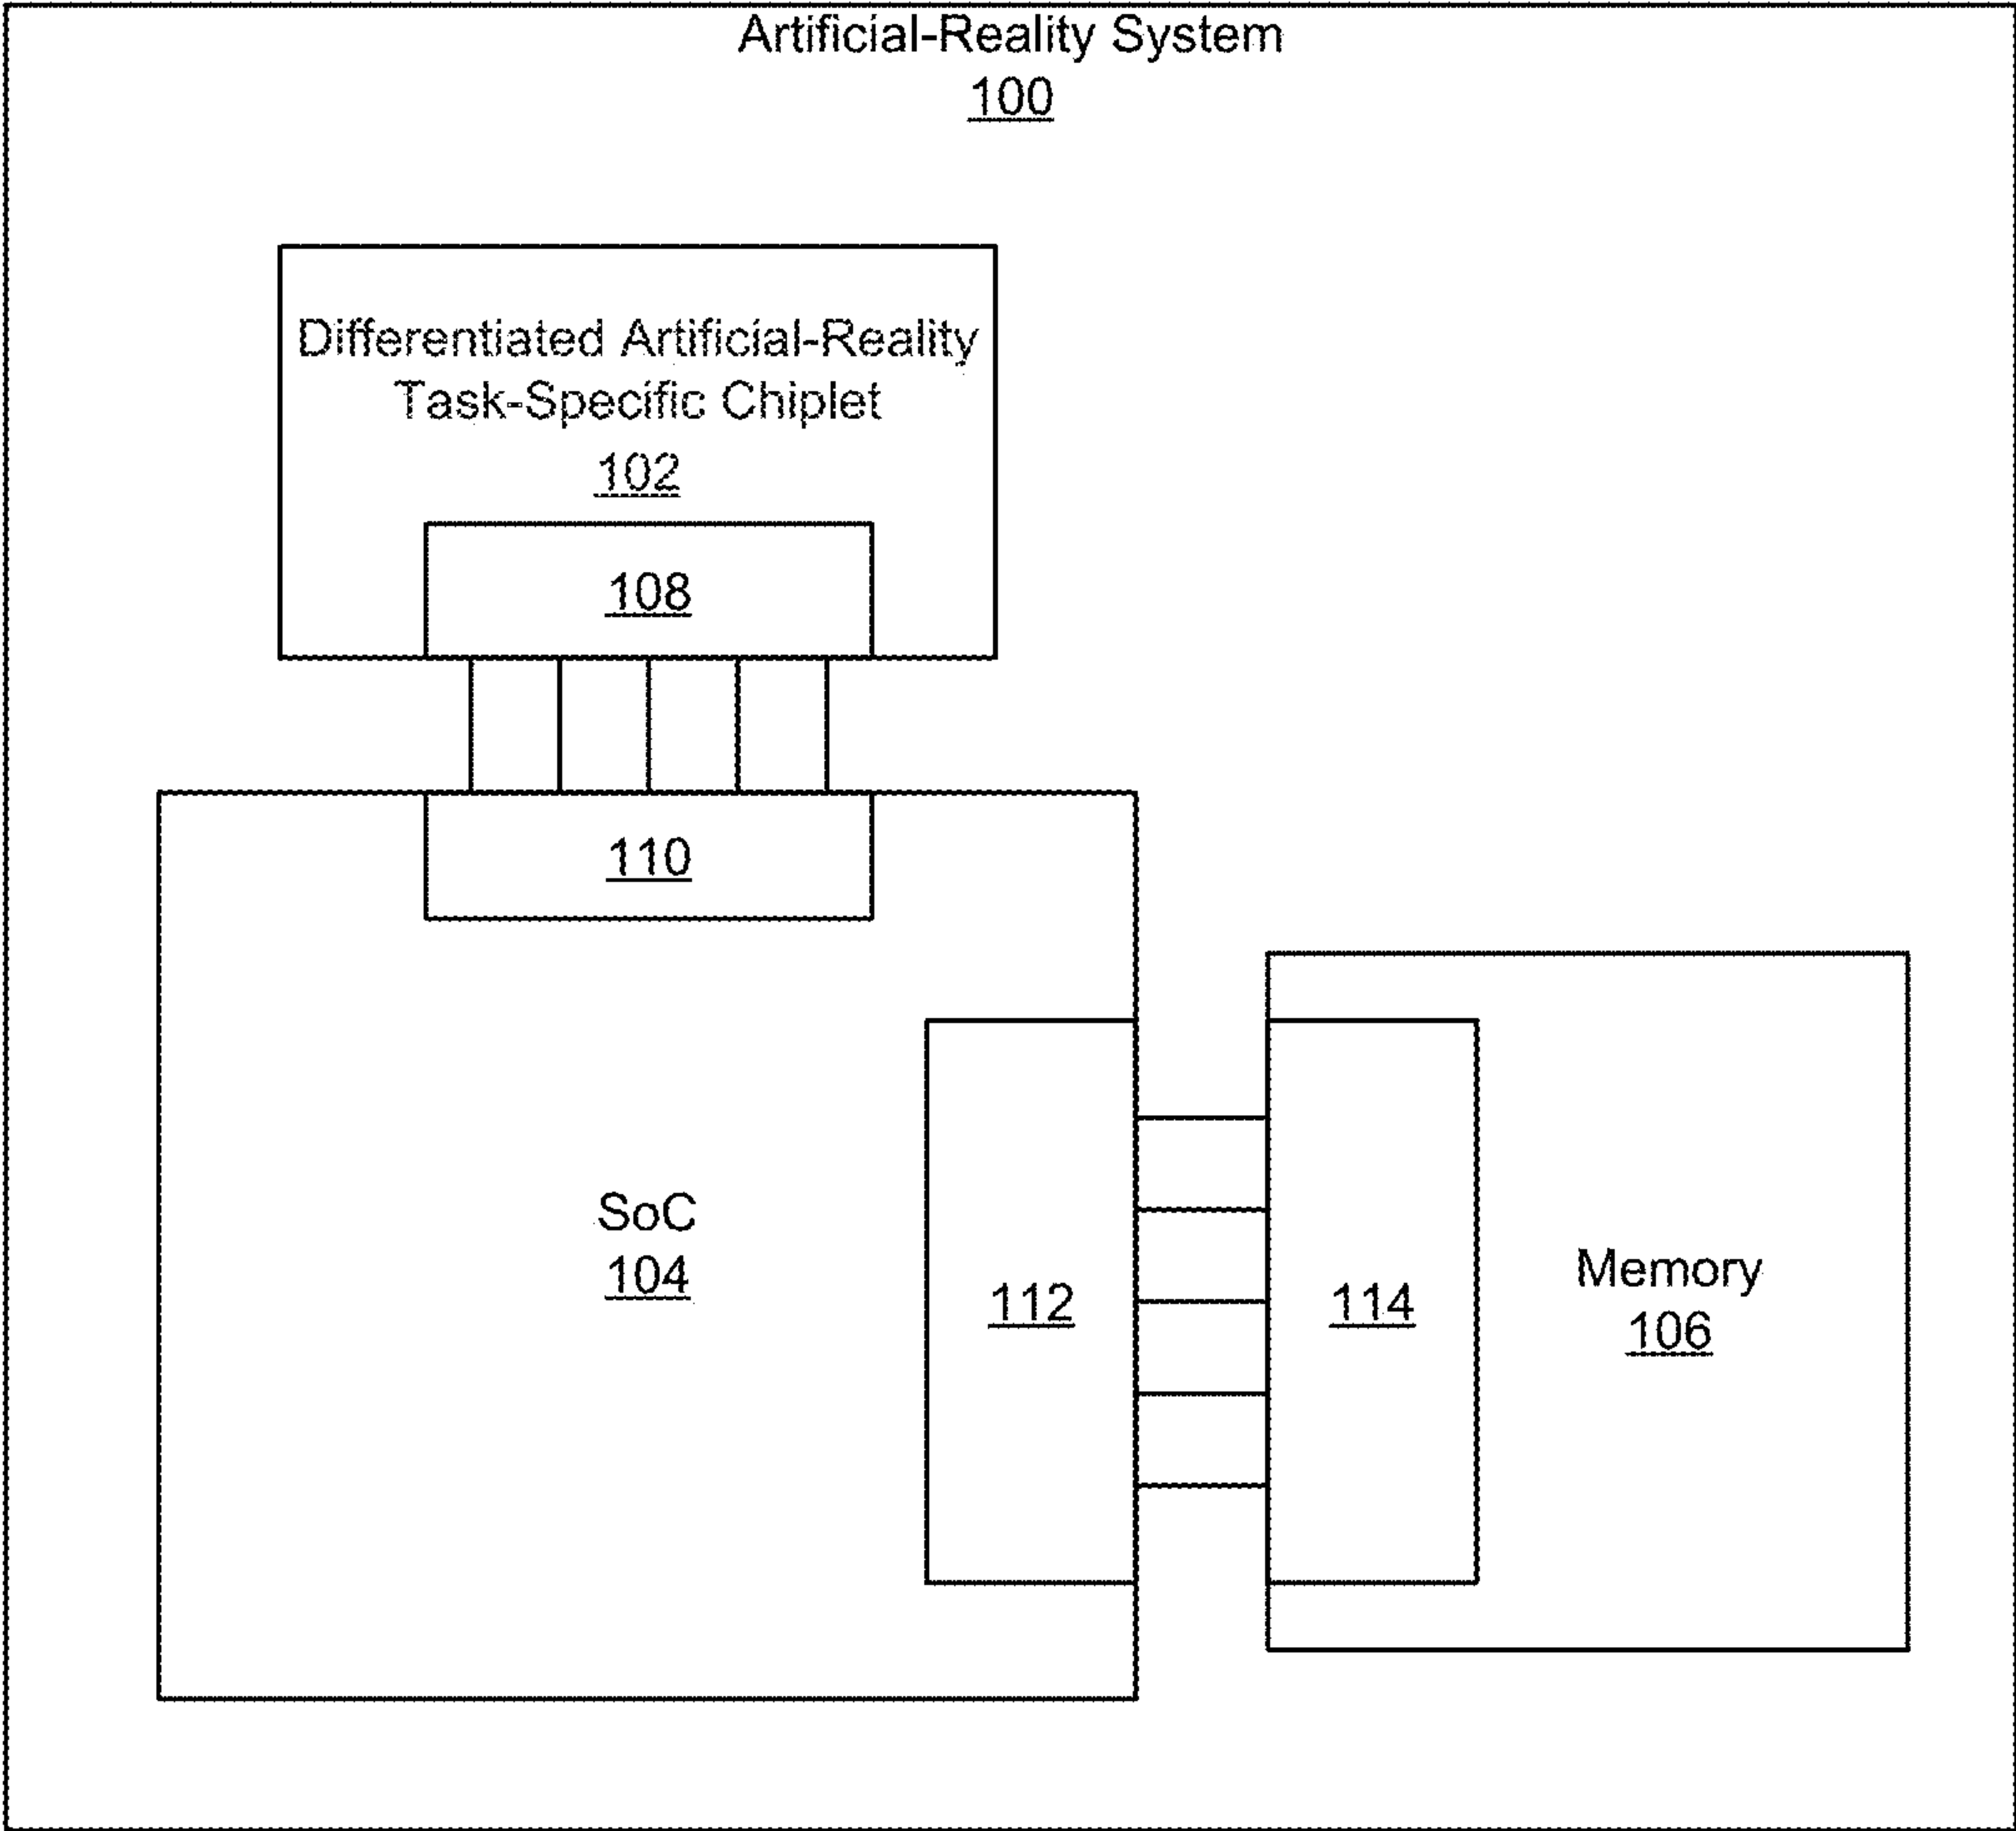 Artificial-Reality System
100
Differentiated Artificial-Reality
Task-Specific Chiplet
102
108
110
SoC
104
112
114
Memory
106